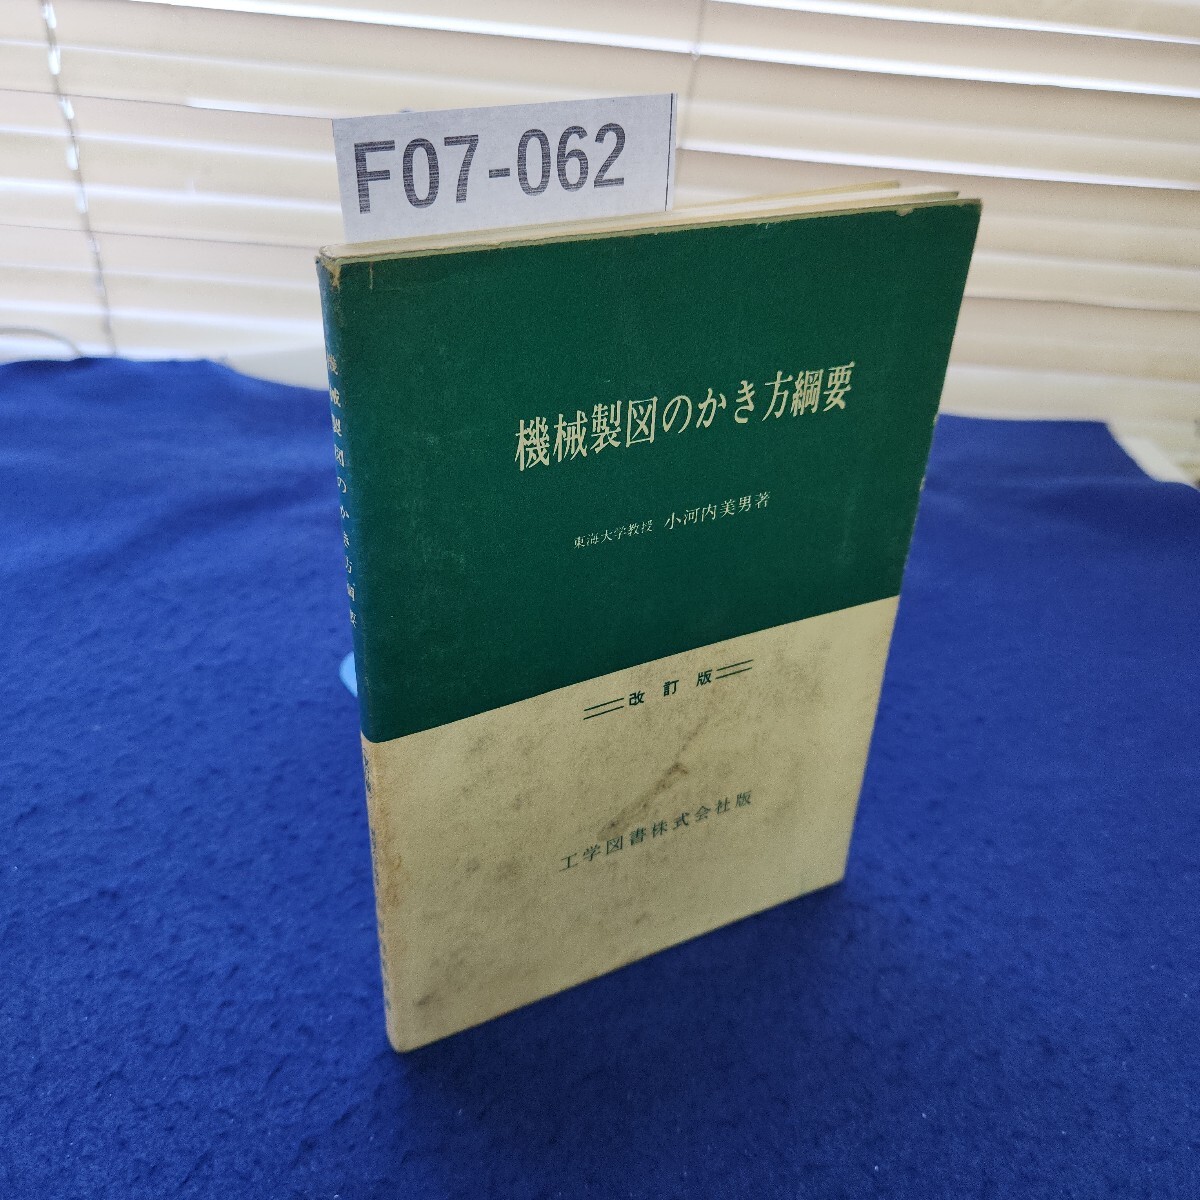 F07-062
機械製図のかき方綱要
東海大学教授 小河内美男著
改訂版
工学図書株式会社版
機械製図のかき方綱要